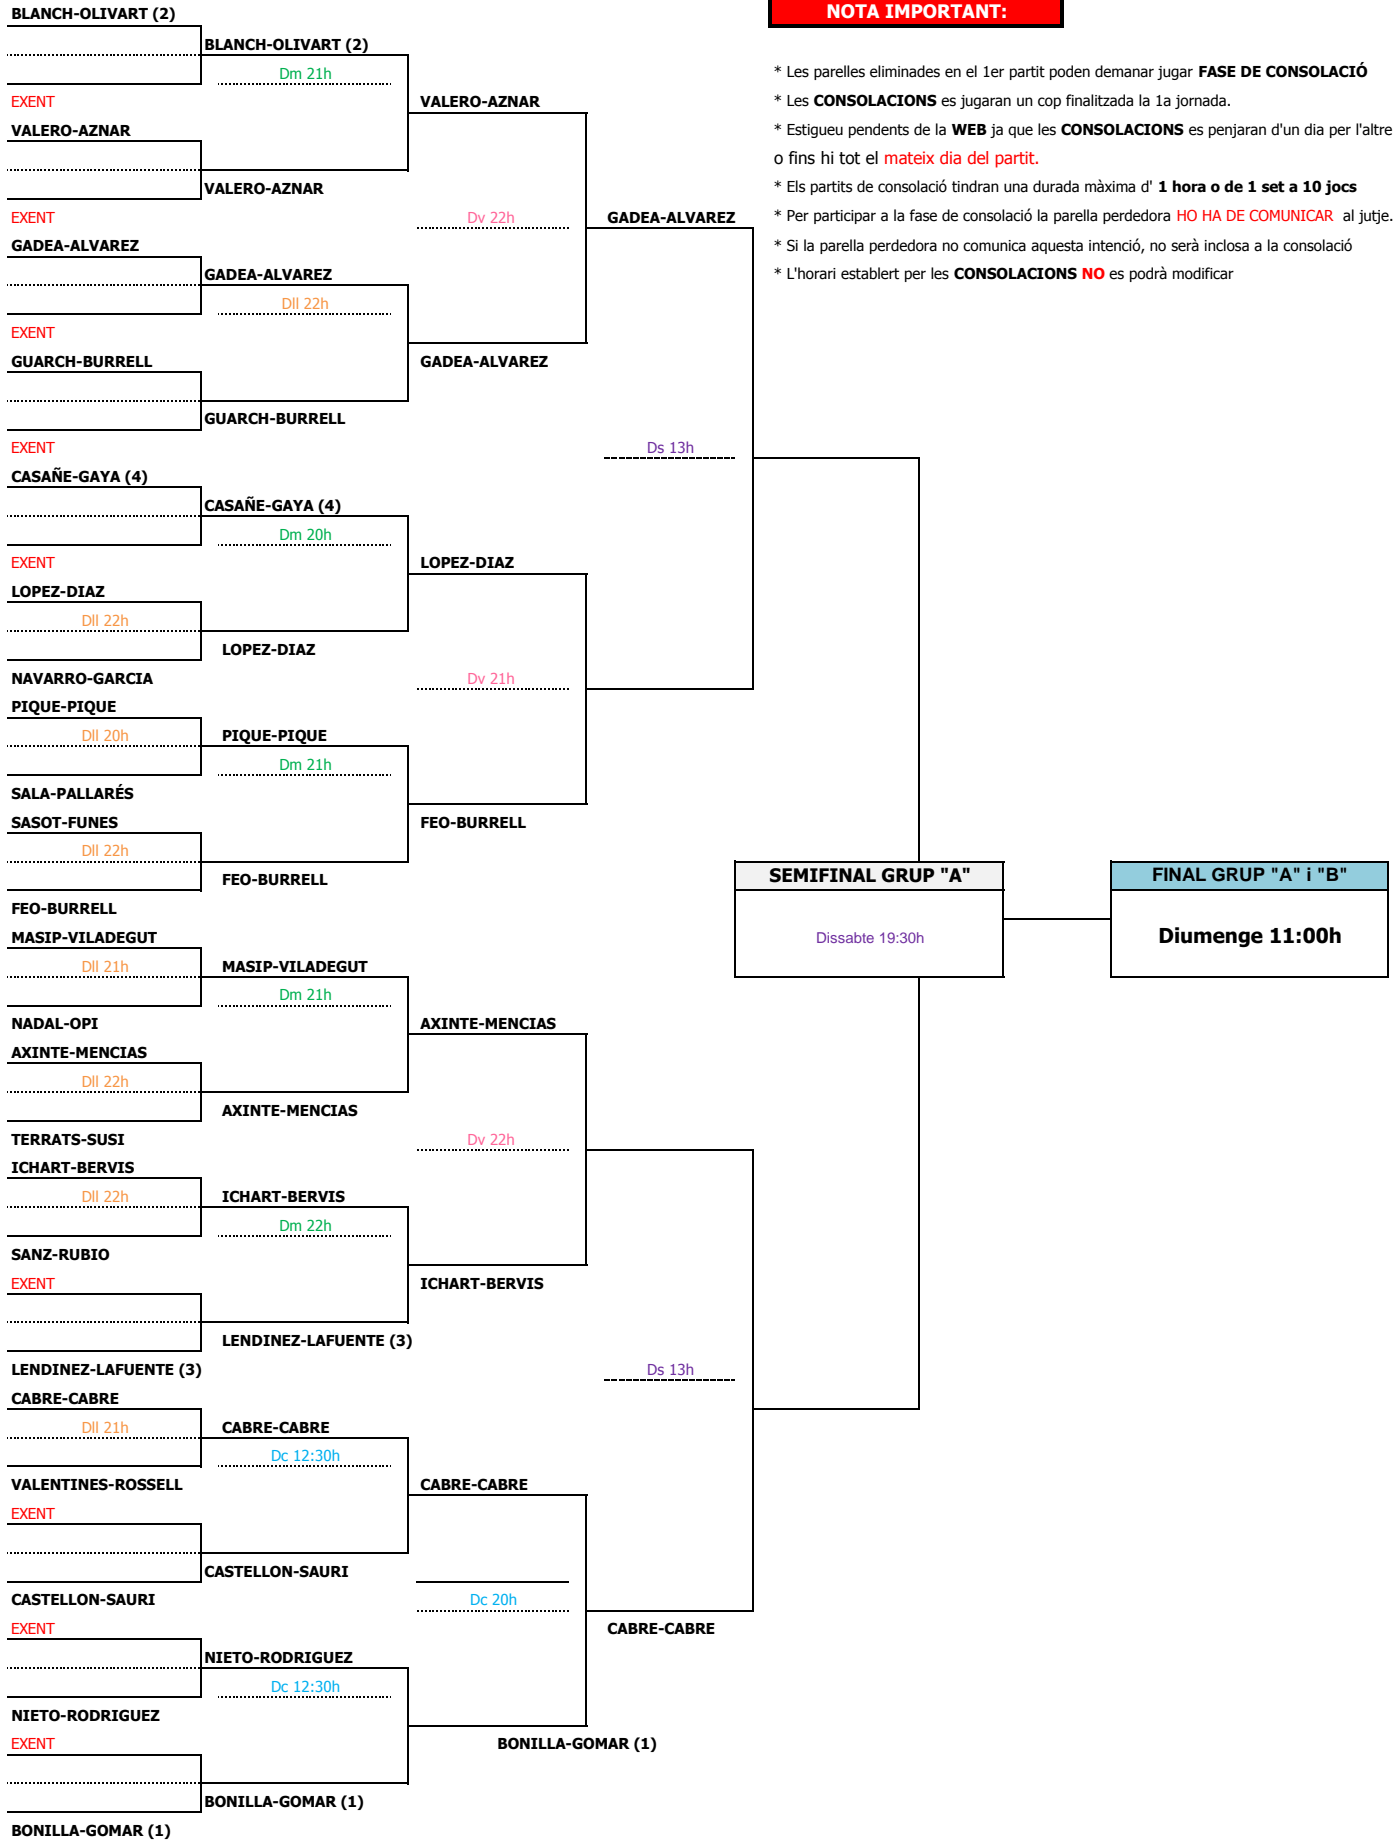 BLANCH-OLIVART (2)
NOTA IMPORTANT:
BLANCH-OLIVART (2)
Dm 21h
* Les parelles eliminades en el 1er partit poden demanar jugar FASE DE CONSOLACIÓ
EXENT
VALERO-AZNAR
* Les CONSOLACIONS es jugaran un cop finalitzada la 1a jornada.
VALERO-AZNAR
* Estigueu pendents de la WEB ja que les CONSOLACIONS es penjaran d'un dia per l'altre
o fins hi tot el mateix dia del partit.
VALERO-AZNAR
* Els partits de consolació tindran una durada màxima d' 1 hora o de 1 set a 10 jocs
EXENT
Dv 22h
GADEA-ALVAREZ
* Per participar a la fase de consolació la parella perdedora HO HA DE COMUNICAR al jutje.
GADEA-ALVAREZ
* Si la parella perdedora no comunica aquesta intenció, no serà inclosa a la consolació
GADEA-ALVAREZ
* L'horari establert per les CONSOLACIONS NO es podrà modificar
Dll 22h
EXENT
GUARCH-BURRELL
GADEA-ALVAREZ
GUARCH-BURRELL
EXENT
Ds 13h
CASAÑE-GAYA (4)
CASAÑE-GAYA (4)
Dm 20h
EXENT
LOPEZ-DIAZ
LOPEZ-DIAZ
Dll 22h
LOPEZ-DIAZ
NAVARRO-GARCIA
Dv 21h
PIQUE-PIQUE
Dll 20h
PIQUE-PIQUE
Dm 21h
SALA-PALLARÉS
SASOT-FUNES
FEO-BURRELL
Dll 22h
FEO-BURRELL
SEMIFINAL GRUP "A"
FINAL GRUP "A" i "B"
FEO-BURRELL
MASIP-VILADEGUT
Dissabte 19:30h
Diumenge 11:00h
Dll 21h
MASIP-VILADEGUT
Dm 21h
NADAL-OPI
AXINTE-MENCIAS
AXINTE-MENCIAS
Dll 22h
AXINTE-MENCIAS
TERRATS-SUSI
Dv 22h
ICHART-BERVIS
Dll 22h
ICHART-BERVIS
Dm 22h
SANZ-RUBIO
EXENT
ICHART-BERVIS
LENDINEZ-LAFUENTE (3)
LENDINEZ-LAFUENTE (3)
Ds 13h
CABRE-CABRE
Dll 21h
CABRE-CABRE
Dc 12:30h
VALENTINES-ROSSELL
CABRE-CABRE
EXENT
CASTELLON-SAURI
CASTELLON-SAURI
Dc 20h
EXENT
CABRE-CABRE
NIETO-RODRIGUEZ
Dc 12:30h
NIETO-RODRIGUEZ
EXENT
BONILLA-GOMAR (1)
BONILLA-GOMAR (1)
BONILLA-GOMAR (1)